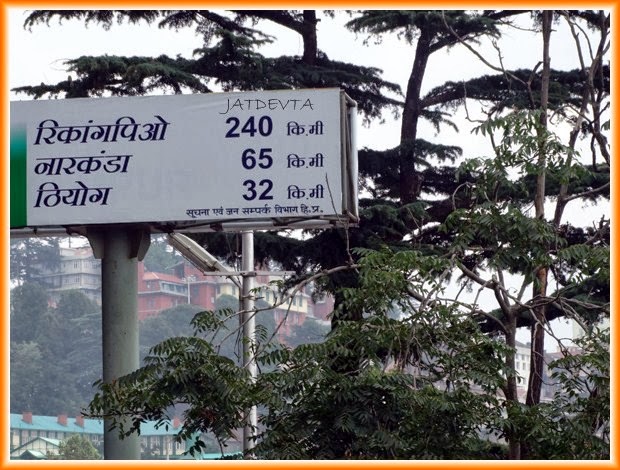 JATDEVTA
रिकांगपिओ 240 कि.मी
नारकंडा 65 कि.मी
ठियोग 32 कि.मी
सूचना एवं जन सम्पर्क विभाग हि.प्र.